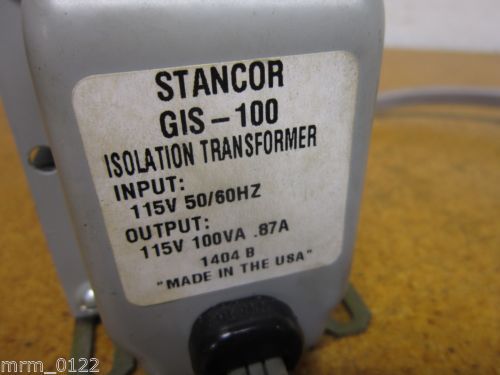 STANCOR
GIS-100
ISOLATION TRANSFORMER
INPUT:
115V 50/60HZ
OUTPUT:
115V 100VA .87A
1404 B
"MADE IN THE USA"
mrm_0122